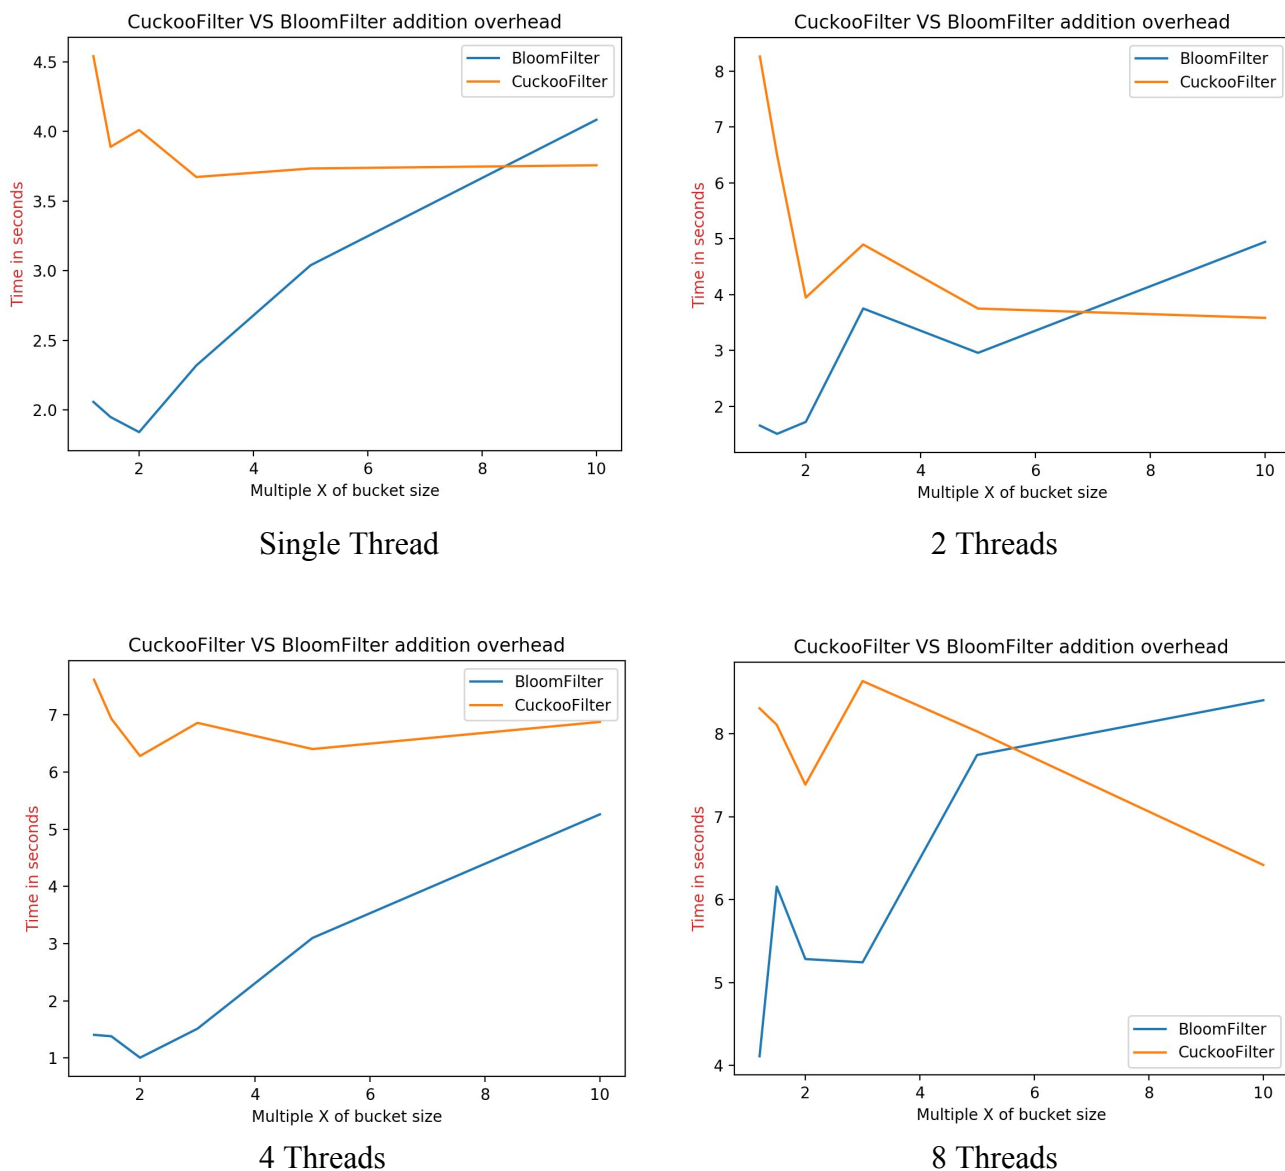 CuckooFilter VS BloomFilter addition overhead
BloomFilter
CuckooFilter
4.5
4.0
3.5
3.0
2.5
2.0
Time in seconds
2 4 6 8 10
Multiple X of bucket size
Single Thread
CuckooFilter VS BloomFilter addition overhead
BloomFilter
CuckooFilter
8
7
6
5
4
3
2
Time in seconds
2 4 6 8 10
Multiple X of bucket size
2 Threads
CuckooFilter VS BloomFilter addition overhead
BloomFilter
CuckooFilter
7
6
5
4
3
2
1
Time in seconds
2 4 6 8 10
Multiple X of bucket size
4 Threads
CuckooFilter VS BloomFilter addition overhead
8
7
6
5
4
Time in seconds
BloomFilter
CuckooFilter
2 4 6 8 10
Multiple X of bucket size
8 Threads